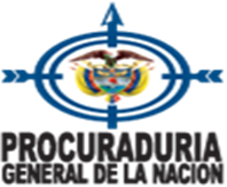 PROCURADURIA
GENERAL DE LA NACION